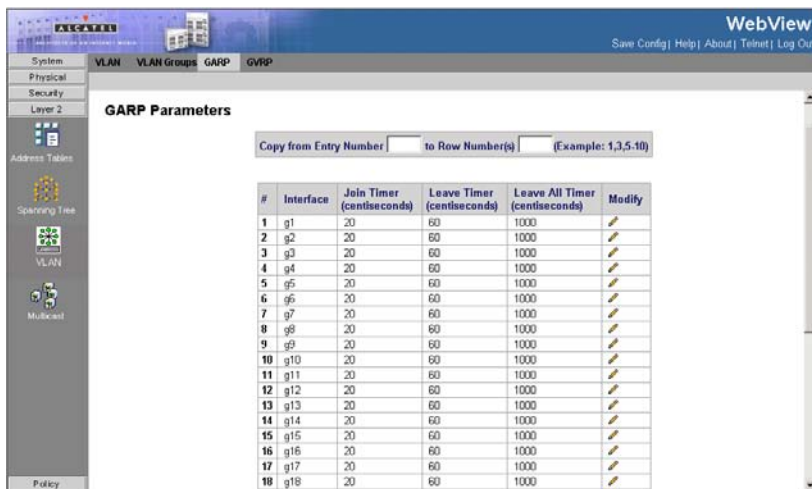 ALCATEL
WebView
Save Config | Help | About | Telnet | Log Ou
System
Physical
Security
Layer 2
Address Tables
Spanning Tree
VLAN
Multicast
Policy
VLAN VLAN Groups GARP GVRP
GARP Parameters
Copy from Entry Number to Row Number(s) (Example: 1,3,5-10)
# Interface Join Timer (centiseconds) Leave Timer (centiseconds) Leave All Timer (centiseconds) Modify
1 g1 20 60 1000
2 g2 20 60 1000
3 g3 20 60 1000
4 g4 20 60 1000
5 g5 20 60 1000
6 g6 20 60 1000
7 g7 20 60 1000
8 g8 20 60 1000
9 g9 20 60 1000
10 g10 20 60 1000
11 g11 20 60 1000
12 g12 20 60 1000
13 g13 20 60 1000
14 g14 20 60 1000
15 g15 20 60 1000
16 g16 20 60 1000
17 g17 20 60 1000
18 g18 20 60 1000